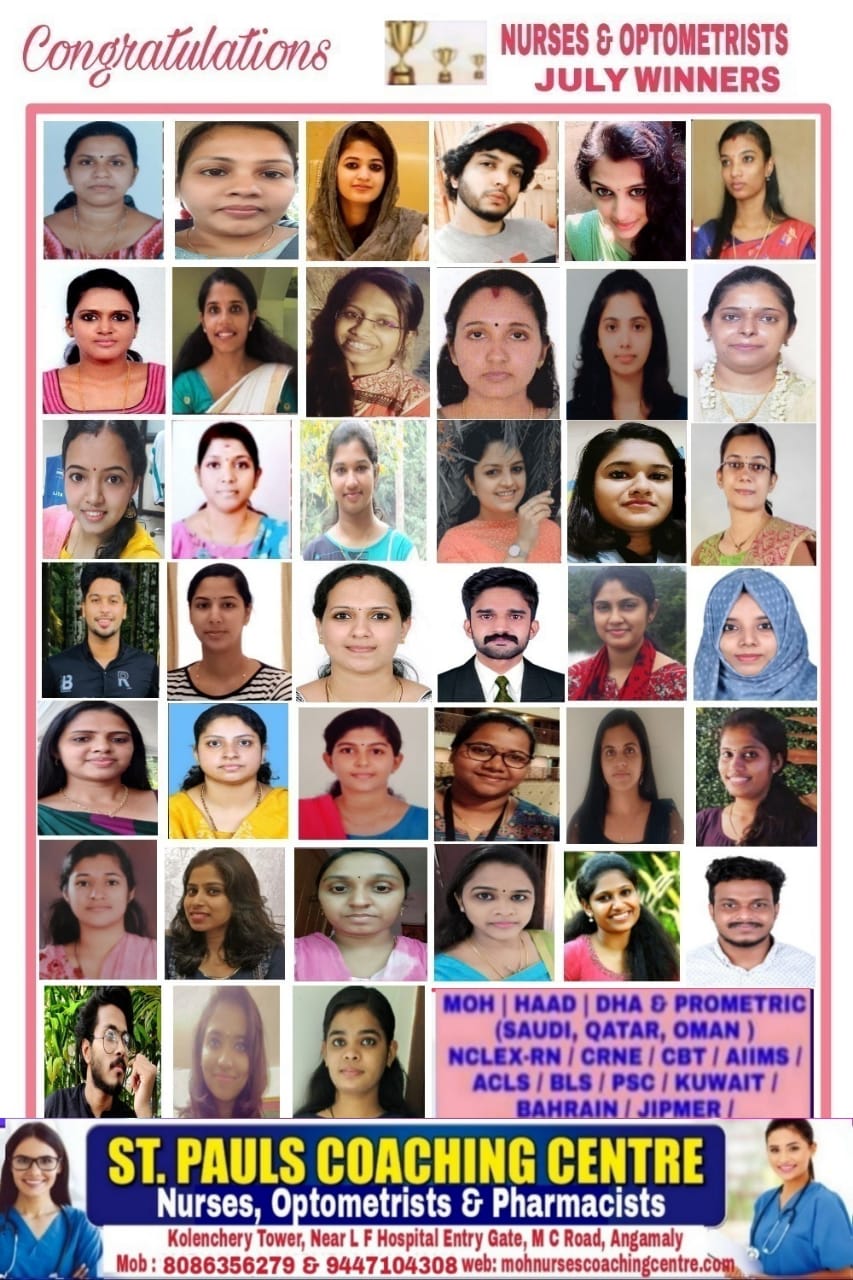 Congratulations
NURSES & OPTOMETRISTS
JULY WINNERS
B R
MOH | HAAD | DHA & PROMETRIC
(SAUDI, QATAR, OMAN )
NCLEX-RN / CRNE / CBT / AIIMS /
ACLS / BLS / PSC / KUWAIT /
BAHRAIN / JIPMER /
ST. PAULS COACHING CENTRE
Nurses, Optometrists & Pharmacists
Kolenchery Tower, Near L F Hospital Entry Gate, M C Road, Angamaly
Mob : 8086356279 & 9447104308 web: mohnursescoachingcentre.com